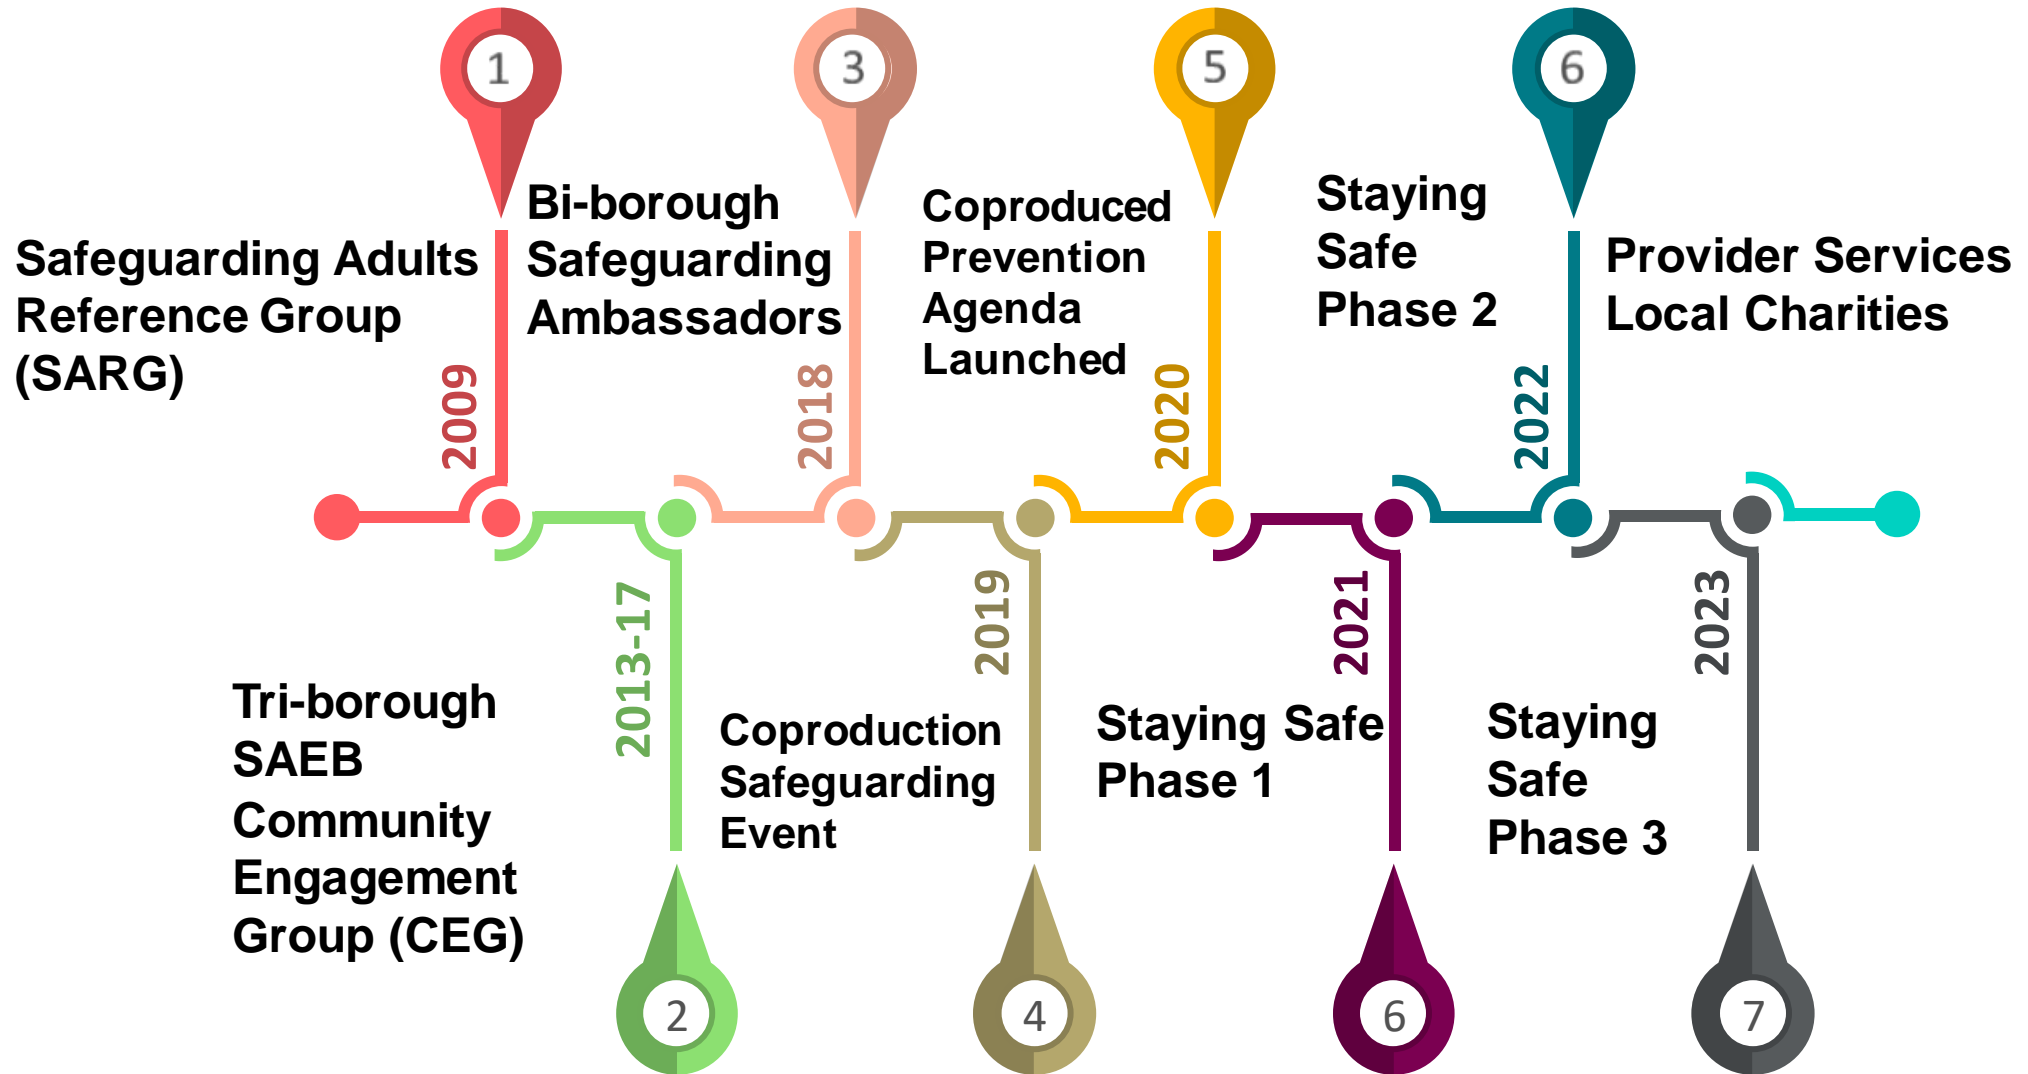 1
Safeguarding Adults
Reference Group
(SARG)
2009
2013-17
Tri-borough
SAEB
Community
Engagement
Group (CEG)
2
3
Bi-borough
Safeguarding
Ambassadors
2018
2019
Coproduction
Safeguarding
Event
4
5
Coproduced
Prevention
Agenda
Launched
2020
2021
Staying Safe
Phase 1
6
6
Staying
Safe
Phase 2
2022
Provider Services
Local Charities
2023
Staying
Safe
Phase 3
7